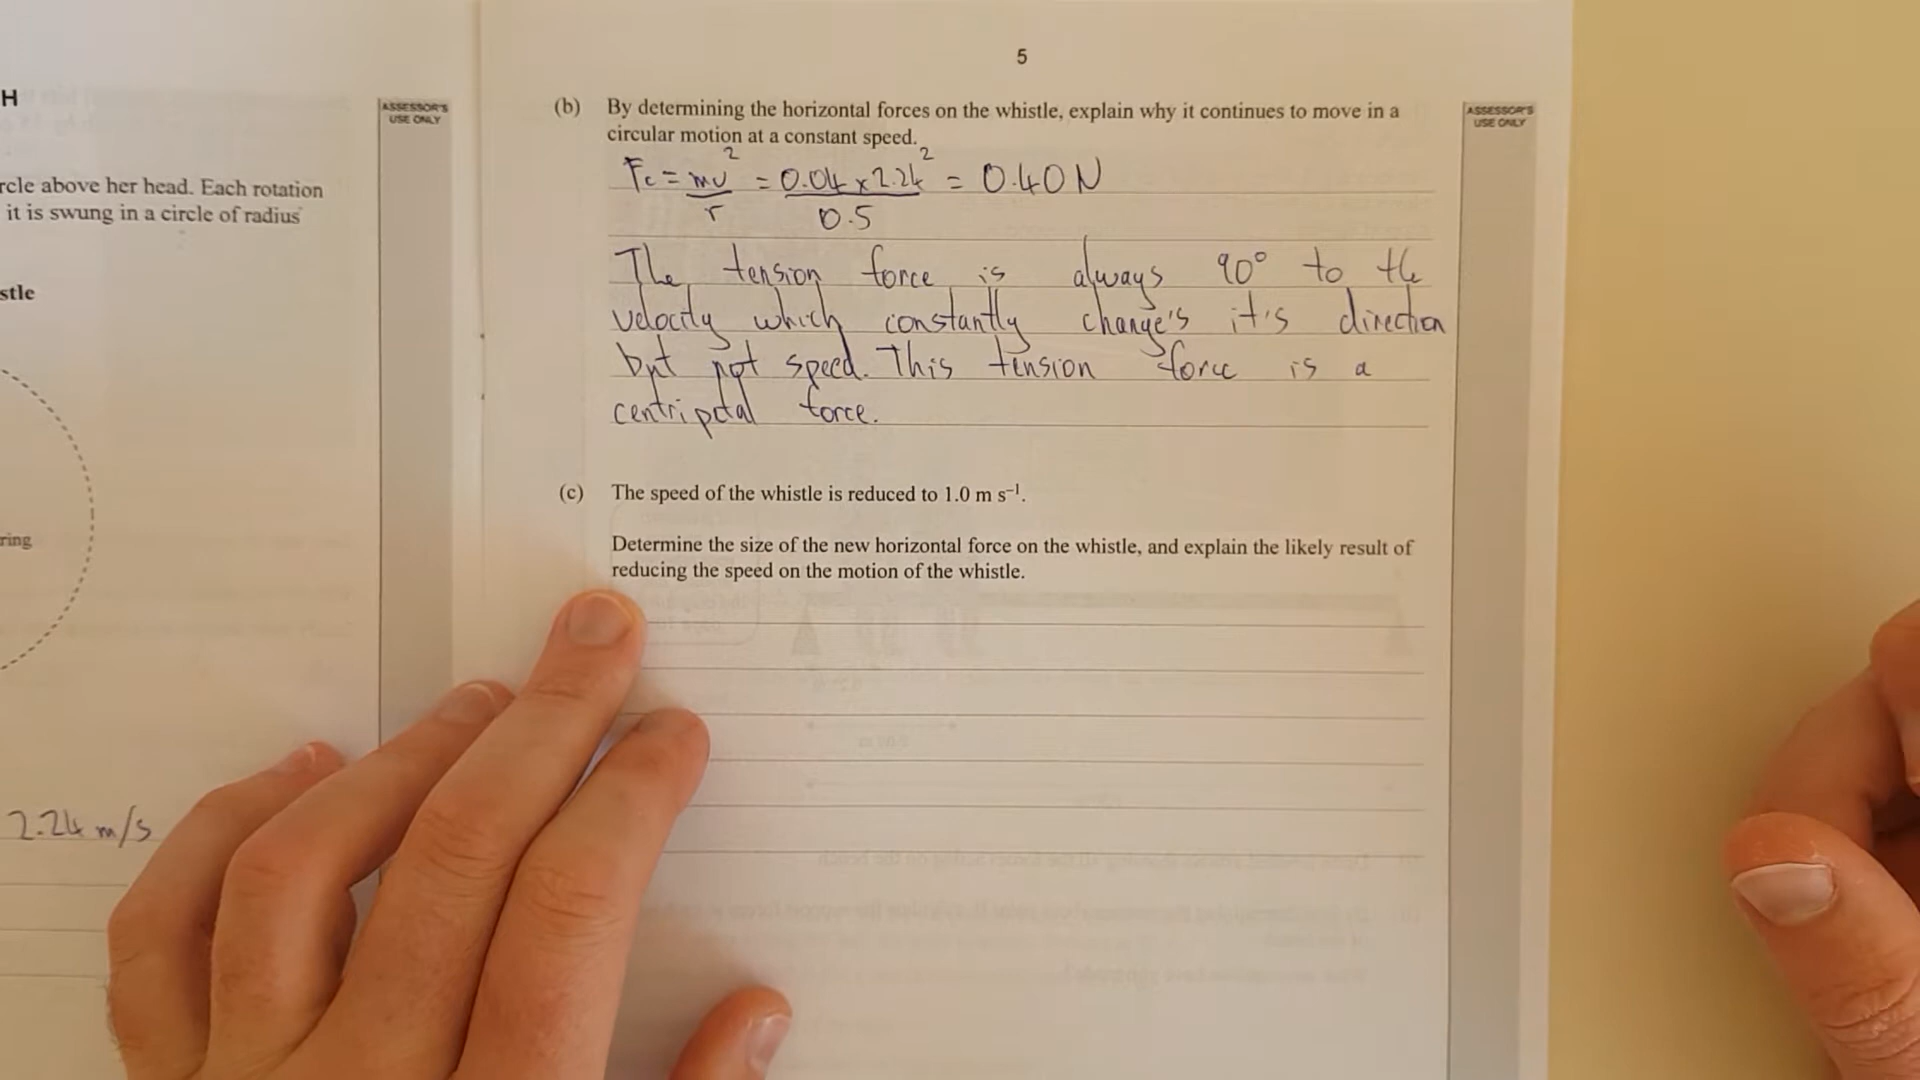 5
H
ASSESSOR'S
USE ONLY
rcle above her head. Each rotation
it is swung in a circle of radius
stle
ring
2.24 m/s
(b) By determining the horizontal forces on the whistle, explain why it continues to move in a
circular motion at a constant speed.
Fc = mv²/r = 0.04 x 2.24²/0.5 = 0.40 N
The tension force is always 90° to the
velocity which constantly change's it's direction
but not speed. This tension force is a
centripetal force.
(c) The speed of the whistle is reduced to 1.0 m s⁻¹.
Determine the size of the new horizontal force on the whistle, and explain the likely result of
reducing the speed on the motion of the whistle.
ASSESSOR'S
USE ONLY